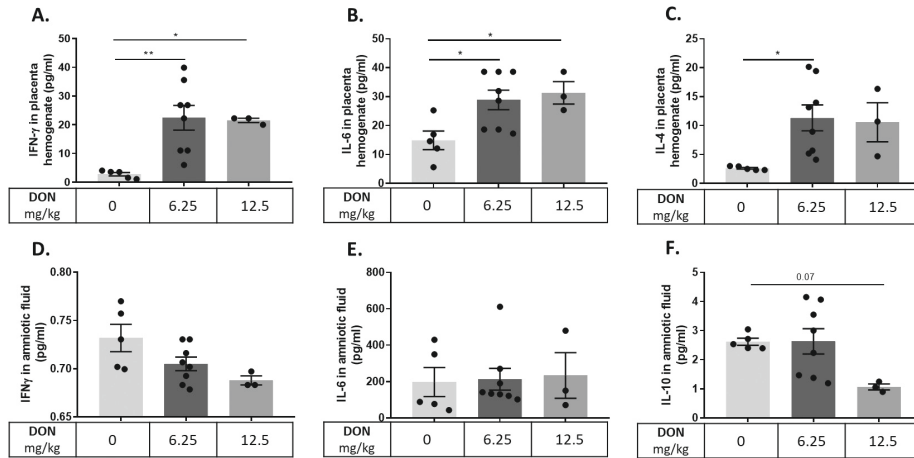 A.
IFN-γ in placenta
hemogenate (pg/ml)
50
40
30
20
10
0
*
**
DON
mg/kg
0
6.25
12.5
B.
IL-6 in placenta
hemogenate (pg/ml)
50
40
30
20
10
0
*
*
DON
mg/kg
0
6.25
12.5
C.
IL-4 in placenta
hemogenate (pg/ml)
25
20
15
10
5
0
*
DON
mg/kg
0
6.25
12.5
D.
IFNγ in amniotic fluid
(pg/ml)
0.80
0.75
0.70
0.65
DON
mg/kg
0
6.25
12.5
E.
IL-6 in amniotic fluid
(pg/ml)
800
600
400
200
0
DON
mg/kg
0
6.25
12.5
F.
IL-10 in amniotic fluid
(pg/ml)
5
4
3
2
1
0
0.07
DON
mg/kg
0
6.25
12.5